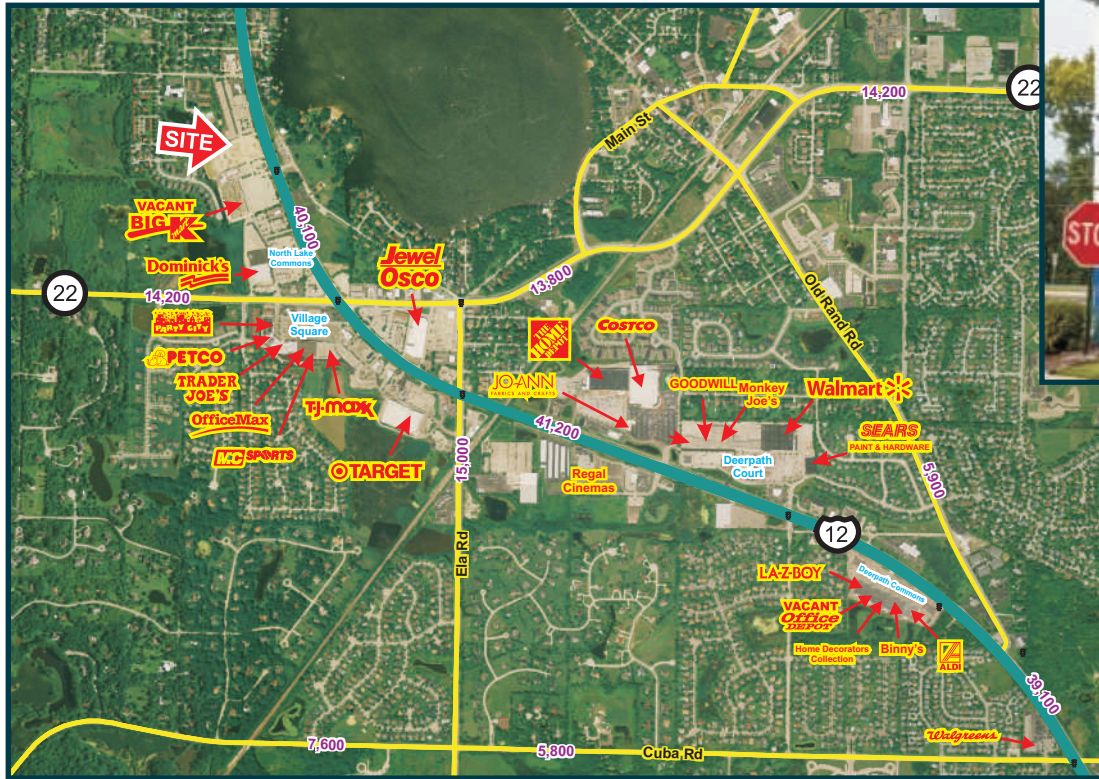 22
14,200
Main St
SITE
VACANT
BIG K
40,100
North Lake
Commons
Dominick's
Jewel
Osco
STO
22
14,200
13,800
Old Rand Rd
Village
Square
PARTY CITY
PETCO
TRADER
JOE'S
OfficeMax
MC SPORTS
T·J·maxx
TARGET
THE
HOME
DEPOT
COSTCO
JO-ANN
FABRICS AND CRAFTS
GOODWILL
Monkey
Joe's
Walmart
SEARS
PAINT & HARDWARE
41,200
15,000
Regal
Cinemas
Deerpath
Court
5,900
12
Ela Rd
LA-Z-BOY
Deerpath Commons
VACANT
Office
DEPOT
Home Decorators
Collection
Binny's
ALDI
39,100
Walgreens
7,600
5,800
Cuba Rd